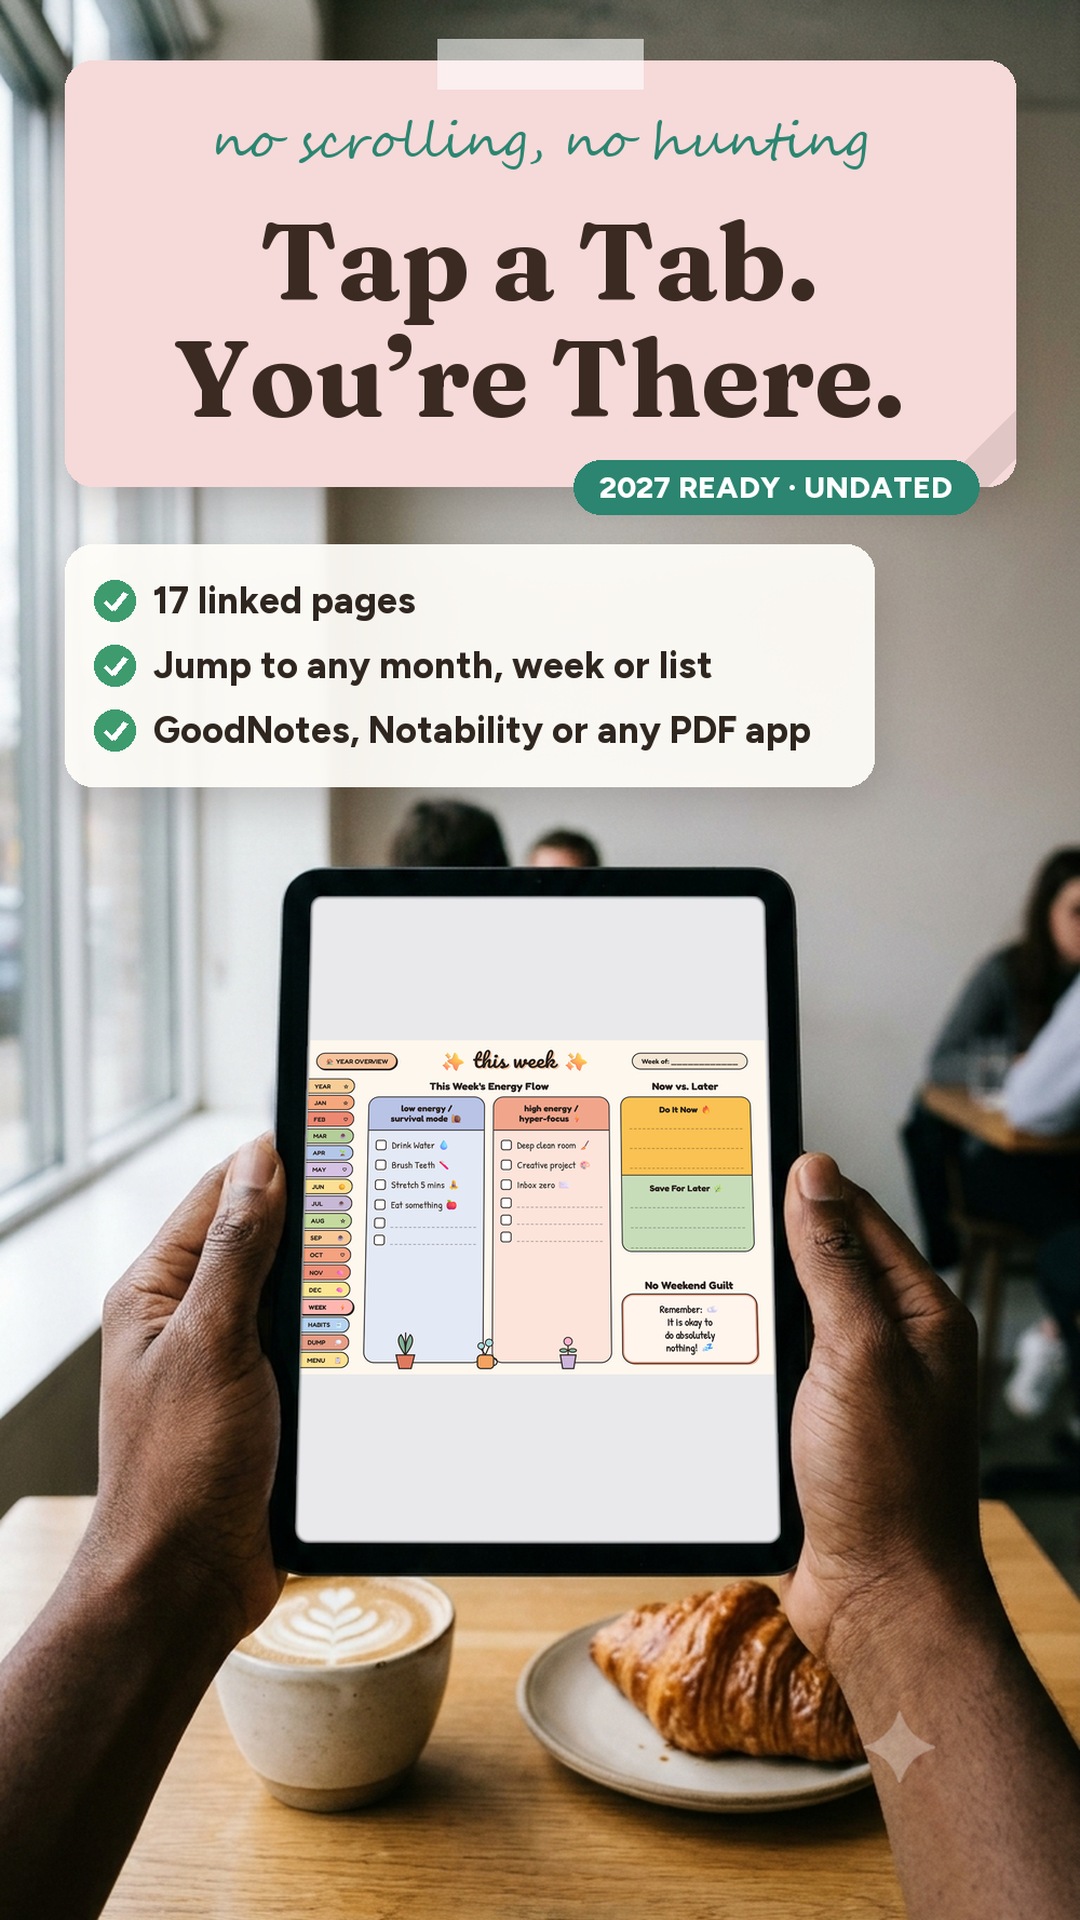 no scrolling, no hunting
Tap a Tab.
You're There.
2027 READY · UNDATED
17 linked pages
Jump to any month, week or list
GoodNotes, Notability or any PDF app
YEAR OVERVIEW
this week
Week of:
YEAR
JAN
FEB
MAR
APR
MAY
JUN
JUL
AUG
SEP
OCT
NOV
DEC
WEEK
HABITS
DUMP
MENU
This Week's Energy Flow
low energy /
survival mode
Drink Water
Brush Teeth
Stretch 5 mins
Eat something
high energy /
hyper-focus
Deep clean room
Creative project
Inbox zero
Now vs. Later
Do It Now
Save For Later
No Weekend Guilt
Remember:
It is okay to
do absolutely
nothing!